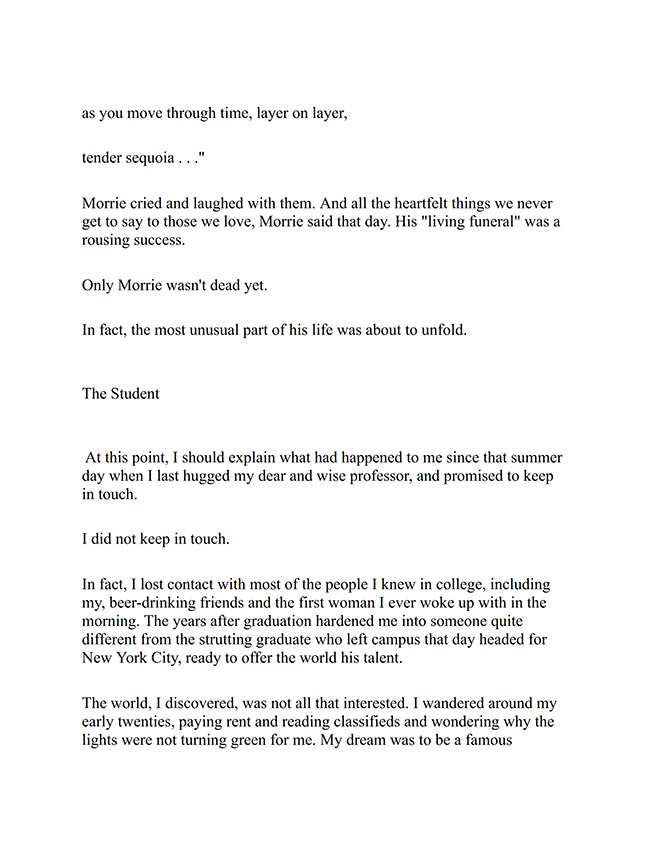 as you move through time, layer on layer,
tender sequoia . . ."
Morrie cried and laughed with them. And all the heartfelt things we never
get to say to those we love, Morrie said that day. His "living funeral" was a
rousing success.
Only Morrie wasn't dead yet.
In fact, the most unusual part of his life was about to unfold.
The Student
At this point, I should explain what had happened to me since that summer
day when I last hugged my dear and wise professor, and promised to keep
in touch.
I did not keep in touch.
In fact, I lost contact with most of the people I knew in college, including
my, beer-drinking friends and the first woman I ever woke up with in the
morning. The years after graduation hardened me into someone quite
different from the strutting graduate who left campus that day headed for
New York City, ready to offer the world his talent.
The world, I discovered, was not all that interested. I wandered around my
early twenties, paying rent and reading classifieds and wondering why the
lights were not turning green for me. My dream was to be a famous